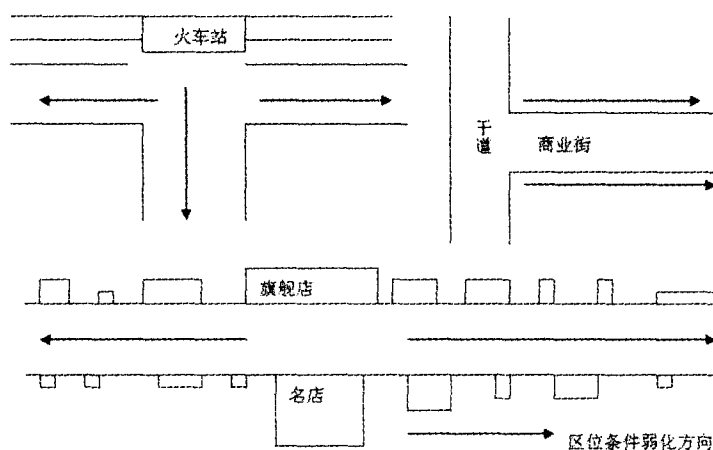 火车站
干道
商业街
旗舰店
名店
区位条件弱化方向